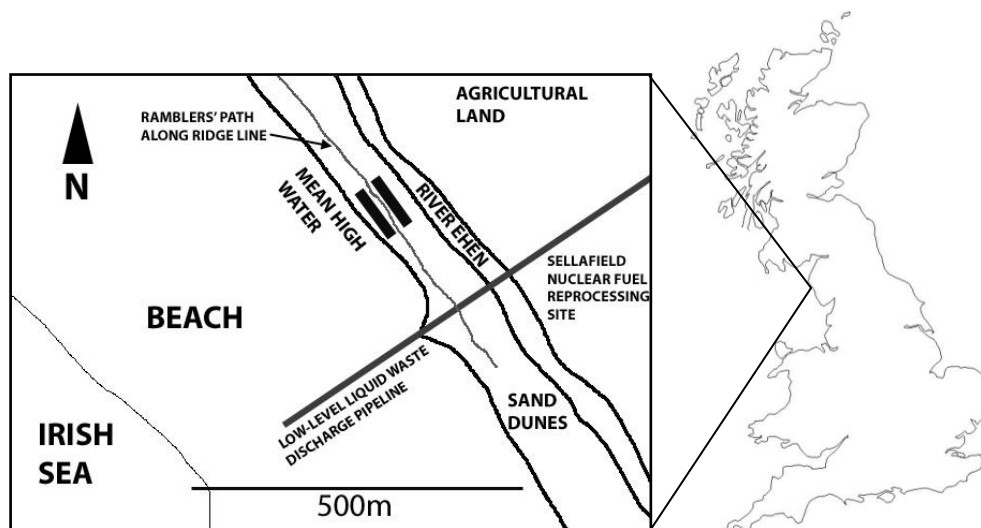 AGRICULTURAL
LAND
RAMBLERS' PATH
ALONG RIDGE LINE
N
MEAN HIGH
WATER
RIVER EHEN
SELLAFIELD
NUCLEAR FUEL
REPROCESSING
SITE
BEACH
LOW-LEVEL LIQUID WASTE
DISCHARGE PIPELINE
SAND
DUNES
IRISH
SEA
500m